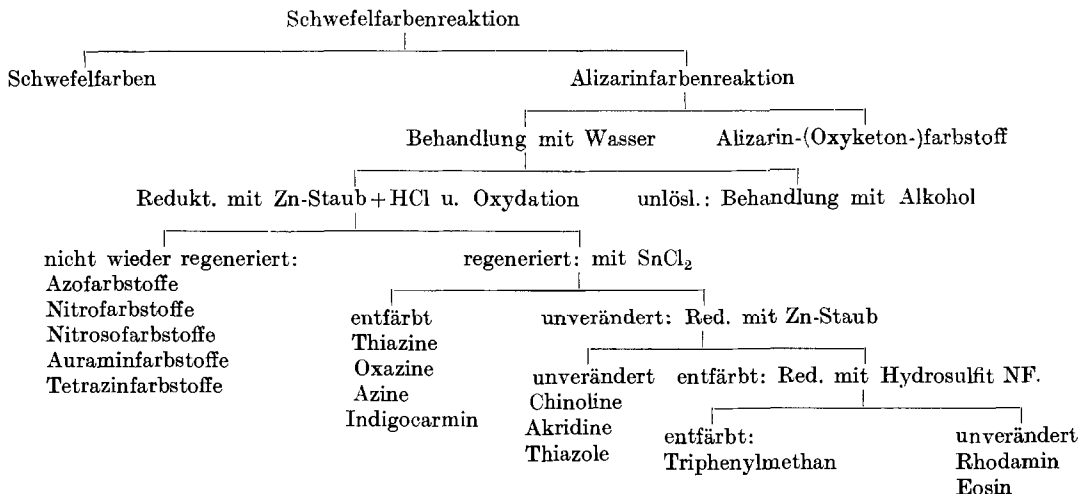 Schwefelfarbenreaktion
Schwefelfarben
Alizarinfarbenreaktion
Behandlung mit Wasser
Alizarin-(Oxyketon-)farbstoff
Redukt. mit Zn-Staub+HCl u. Oxydation
unlösl.: Behandlung mit Alkohol
nicht wieder regeneriert:
Azofarbstoffe
Nitrofarbstoffe
Nitrosofarbstoffe
Auraminfarbstoffe
Tetrazinfarbstoffe
regeneriert: mit SnCl₂
entfärbt
Thiazine
Oxazine
Azine
Indigocarmin
unverändert: Red. mit Zn-Staub
unverändert
Chinoline
Akridine
Thiazole
entfärbt: Red. mit Hydrosulfit NF.
entfärbt:
Triphenylmethan
unverändert
Rhodamin
Eosin